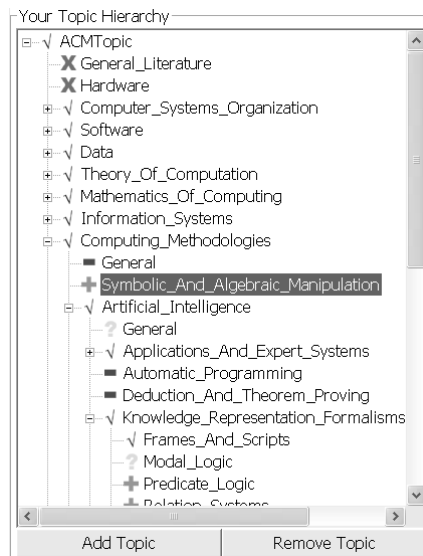 Your Topic Hierarchy
ACMTopic
General_Literature
Hardware
Computer_Systems_Organization
Software
Data
Theory_Of_Computation
Mathematics_Of_Computing
Information_Systems
Computing_Methodologies
General
Symbolic_And_Algebraic_Manipulation
Artificial_Intelligence
? General
Applications_And_Expert_Systems
Automatic_Programming
Deduction_And_Theorem_Proving
Knowledge_Representation_Formalisms
Frames_And_Scripts
? Modal_Logic
Predicate_Logic
Relation_Systems
Add Topic Remove Topic